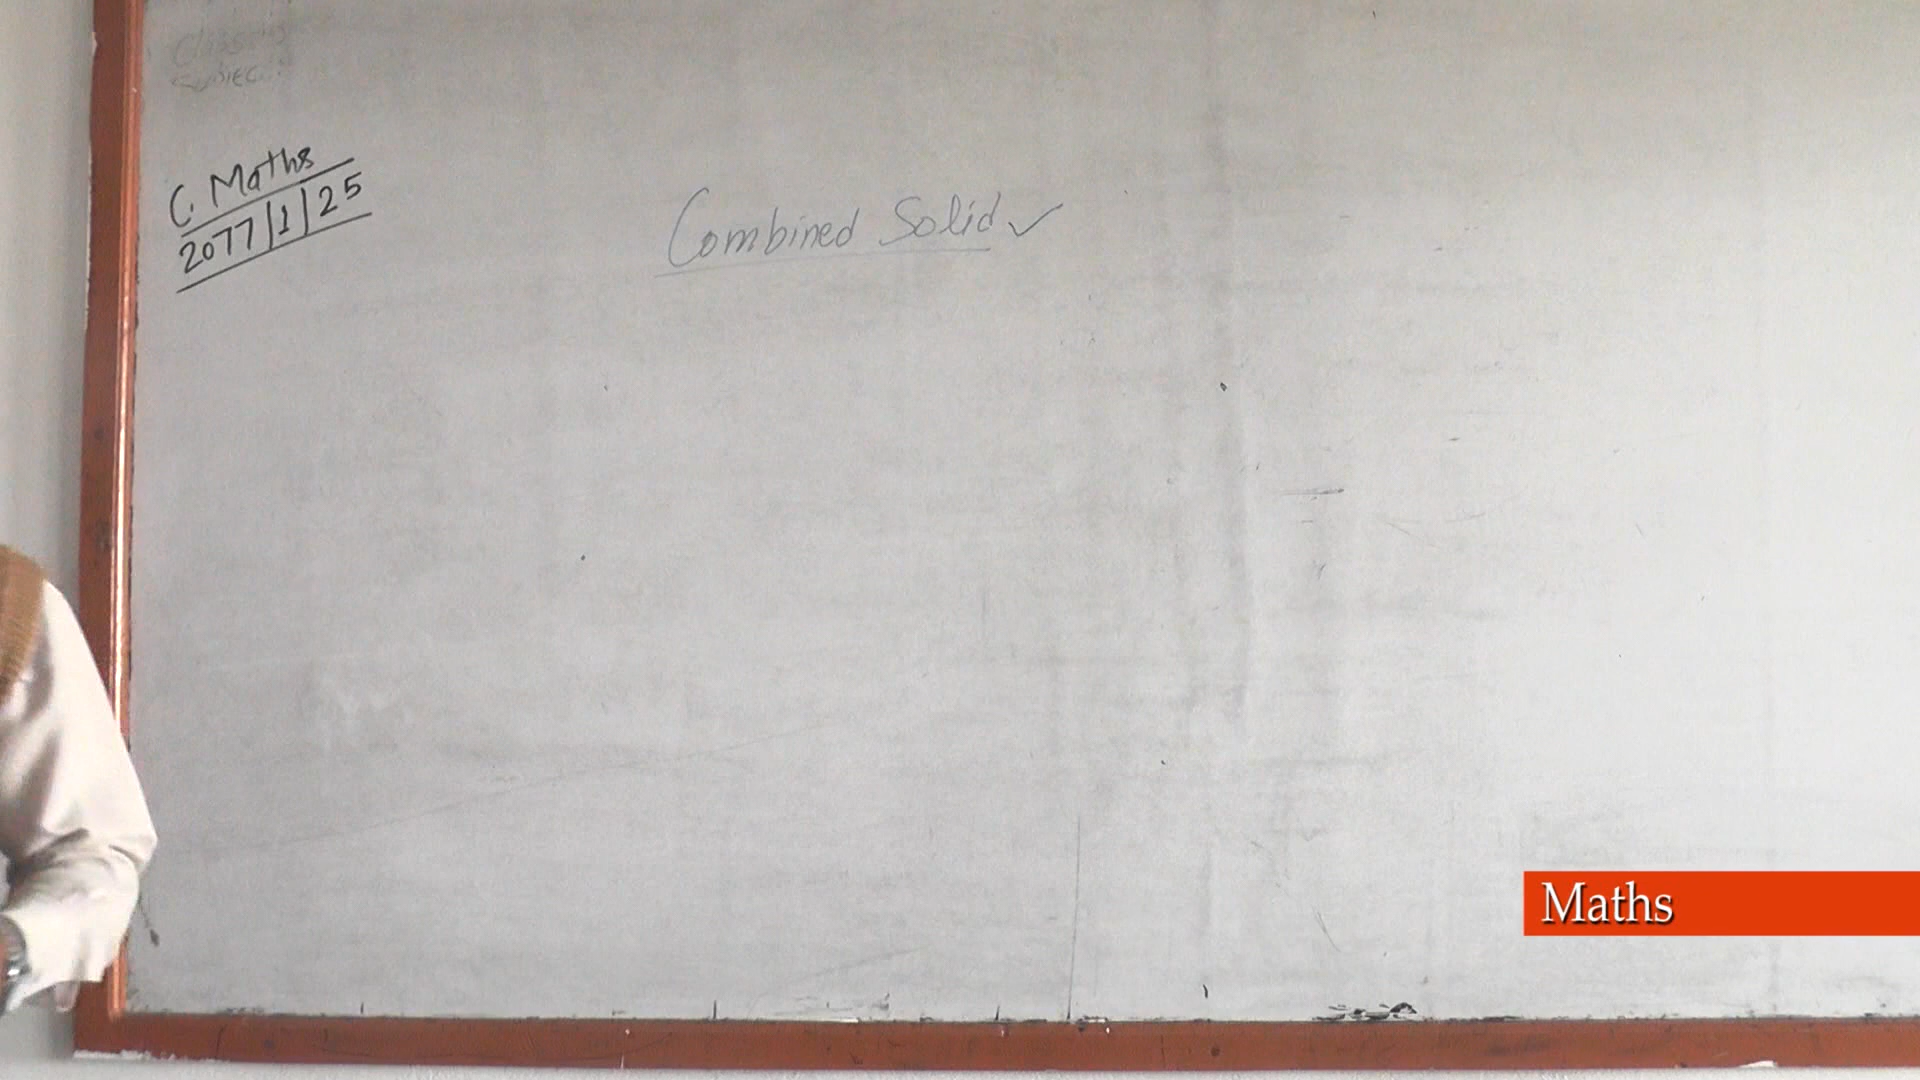 C. Maths
2077/1/25
Combined Solid ✓
Maths